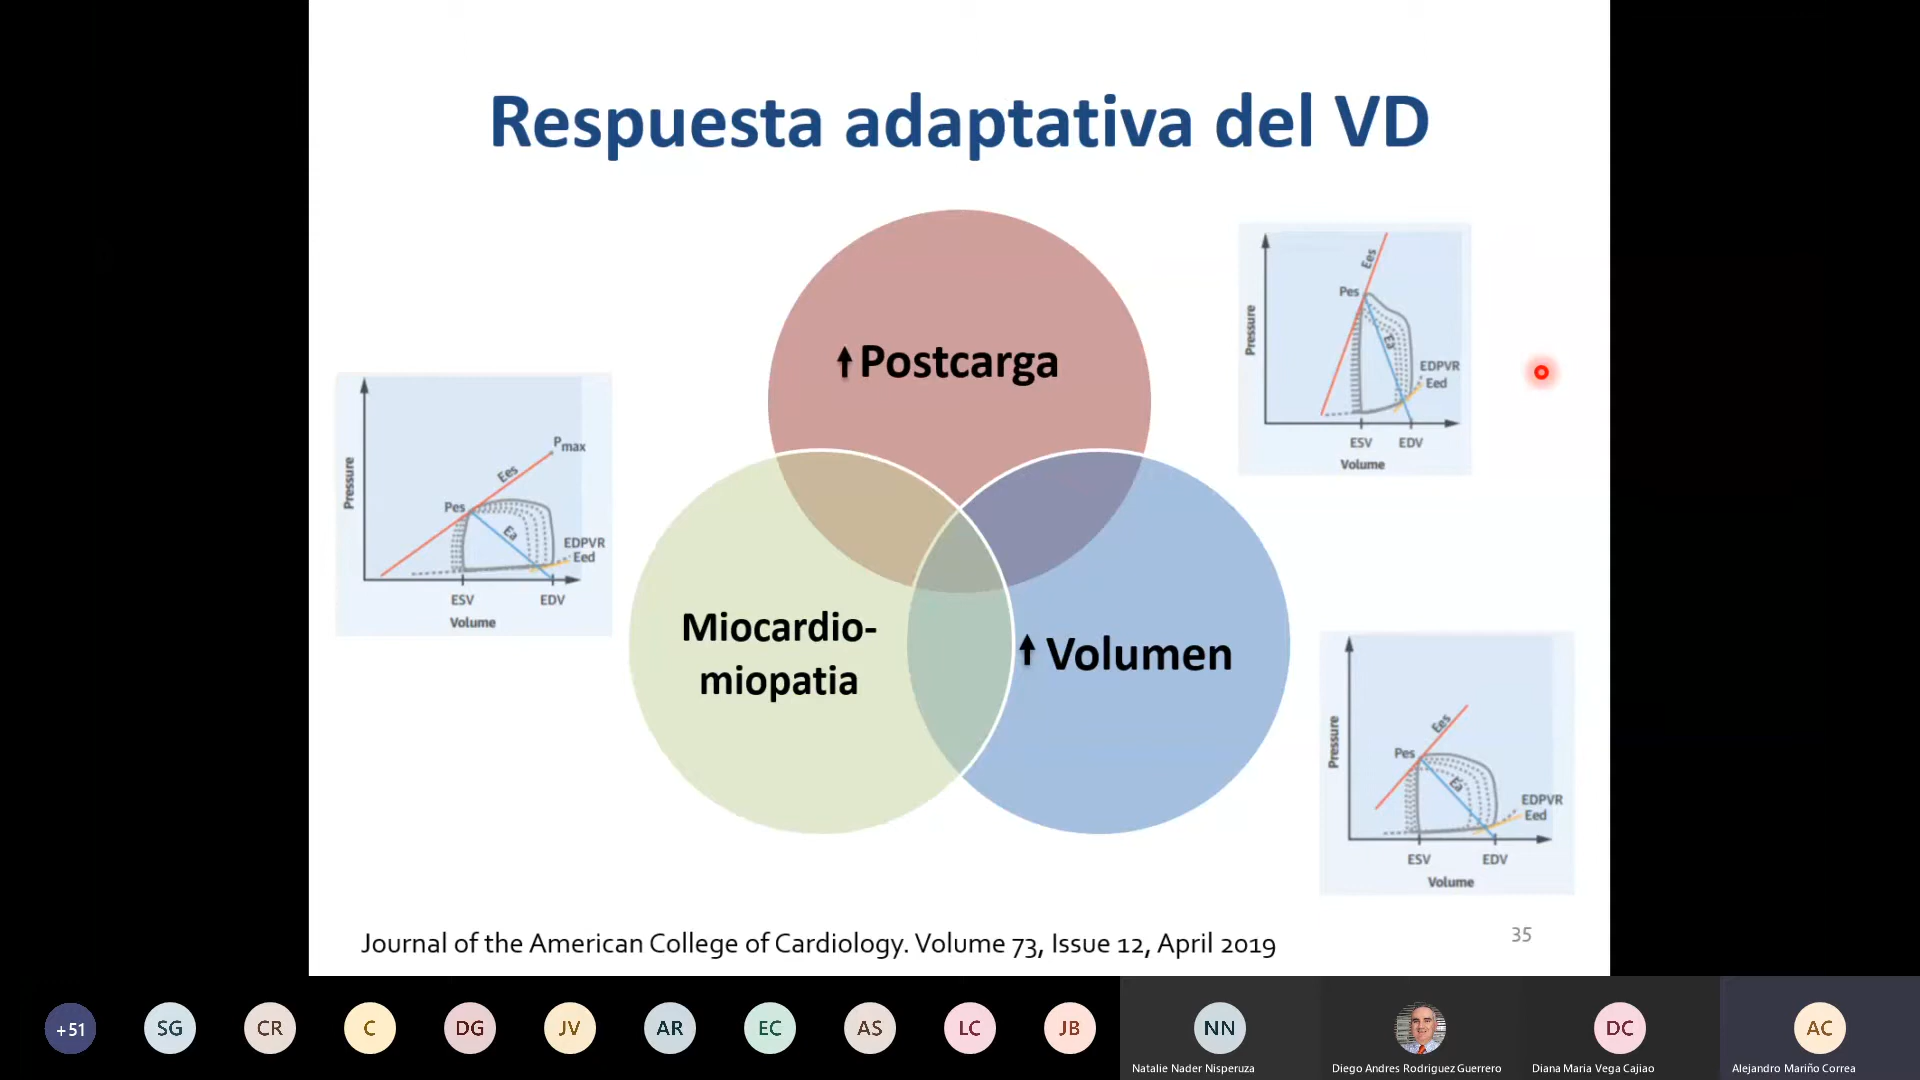 Respuesta adaptativa del VD
↑Postcarga
Miocardio-
miopatia
↑ Volumen
Pressure
Pmax
Ees
Pes
Ea
EDPVR
Eed
ESV
EDV
Volume
Pressure
Ees
Pes
Ea
EDPVR
Eed
ESV
EDV
Volume
Pressure
Ees
Pes
Ea
EDPVR
Eed
ESV
EDV
Volume
Journal of the American College of Cardiology. Volume 73, Issue 12, April 2019
35
+51
SG
CR
C
DG
JV
AR
EC
AS
LC
JB
NN
DC
AC
Natalie Nader Nisperuza
Diego Andres Rodriguez Guerrero
Diana Maria Vega Cajiao
Alejandro Mariño Correa